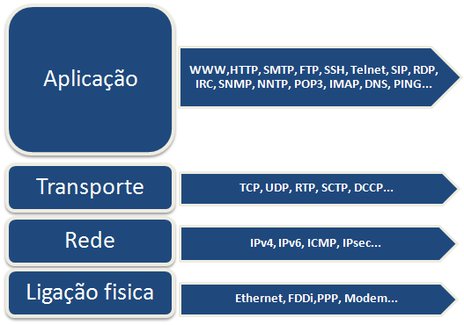 Aplicação
WWW,HTTP, SMTP, FTP, SSH, Telnet, SIP, RDP,
IRC, SNMP, NNTP, POP3, IMAP, DNS, PING...
Transporte
TCP, UDP, RTP, SCTP, DCCP...
Rede
IPv4, IPv6, ICMP, IPsec...
Ligação fisica
Ethernet, FDDi,PPP, Modem...